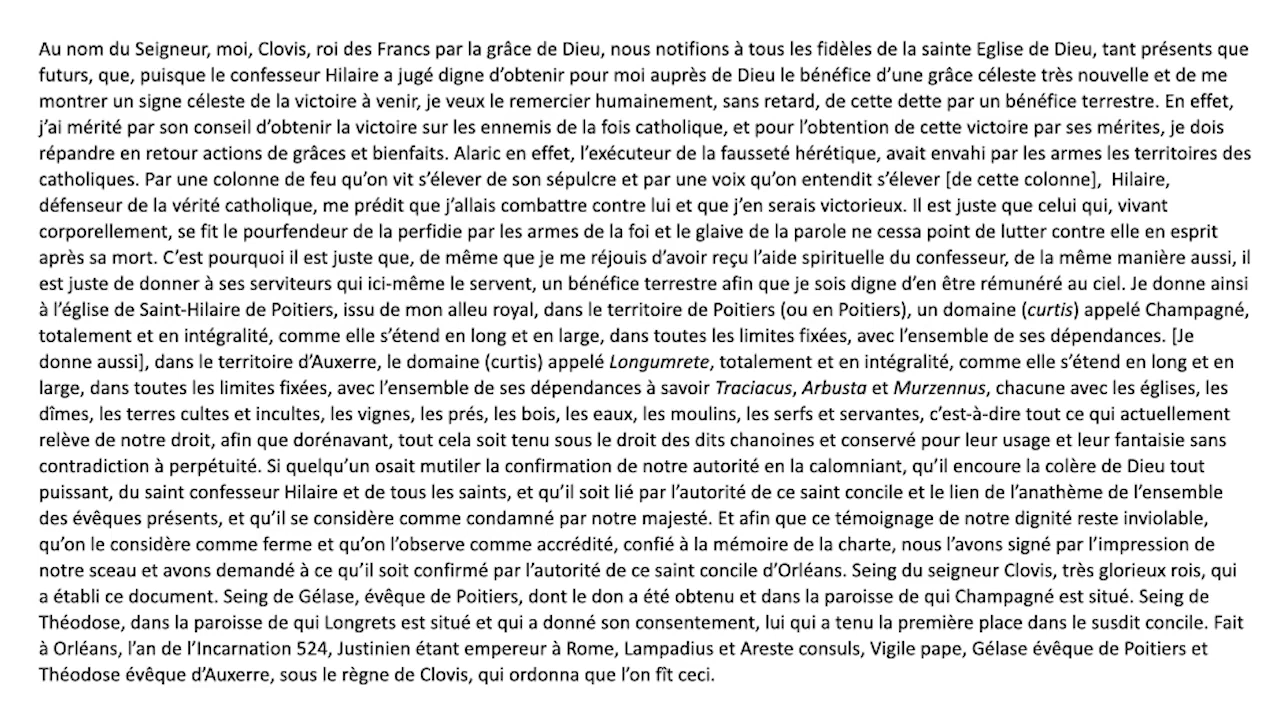 Au nom du Seigneur, moi, Clovis, roi des Francs par la grâce de Dieu, nous notifions à tous les fidèles de la sainte Eglise de Dieu, tant présents que
futurs, que, puisque le confesseur Hilaire a jugé digne d’obtenir pour moi auprès de Dieu le bénéfice d’une grâce céleste très nouvelle et de me
montrer un signe céleste de la victoire à venir, je veux le remercier humainement, sans retard, de cette dette par un bénéfice terrestre. En effet,
j’ai mérité par son conseil d’obtenir la victoire sur les ennemis de la fois catholique, et pour l’obtention de cette victoire par ses mérites, je dois
répandre en retour actions de grâces et bienfaits. Alaric en effet, l’exécuteur de la fausseté hérétique, avait envahi par les armes les territoires des
catholiques. Par une colonne de feu qu’on vit s’élever de son sépulcre et par une voix qu’on entendit s’élever [de cette colonne], Hilaire,
défenseur de la vérité catholique, me prédit que j’allais combattre contre lui et que j’en serais victorieux. Il est juste que celui qui, vivant
corporellement, se fit le pourfendeur de la perfidie par les armes de la foi et le glaive de la parole ne cessa point de lutter contre elle en esprit
après sa mort. C’est pourquoi il est juste que, de même que je me réjouis d’avoir reçu l’aide spirituelle du confesseur, de la même manière aussi, il
est juste de donner à ses serviteurs qui ici-même le servent, un bénéfice terrestre afin que je sois digne d’en être rémunéré au ciel. Je donne ainsi
à l’église de Saint-Hilaire de Poitiers, issu de mon alleu royal, dans le territoire de Poitiers (ou en Poitiers), un domaine (curtis) appelé Champagné,
totalement et en intégralité, comme elle s’étend en long et en large, dans toutes les limites fixées, avec l’ensemble de ses dépendances. [Je
donne aussi], dans le territoire d’Auxerre, le domaine (curtis) appelé Longumrete, totalement et en intégralité, comme elle s’étend en long et en
large, dans toutes les limites fixées, avec l’ensemble de ses dépendances à savoir Traciacus, Arbusta et Murzennus, chacune avec les églises, les
dîmes, les terres cultes et incultes, les vignes, les prés, les bois, les eaux, les moulins, les serfs et servantes, c’est-à-dire tout ce qui actuellement
relève de notre droit, afin que dorénavant, tout cela soit tenu sous le droit des dits chanoines et conservé pour leur usage et leur fantaisie sans
contradiction à perpétuité. Si quelqu’un osait mutiler la confirmation de notre autorité en la calomniant, qu’il encoure la colère de Dieu tout
puissant, du saint confesseur Hilaire et de tous les saints, et qu’il soit lié par l’autorité de ce saint concile et le lien de l’anathème de l’ensemble
des évêques présents, et qu’il se considère comme condamné par notre majesté. Et afin que ce témoignage de notre dignité reste inviolable,
qu’on le considère comme ferme et qu’on l’observe comme accrédité, confié à la mémoire de la charte, nous l’avons signé par l’impression de
notre sceau et avons demandé à ce qu’il soit confirmé par l’autorité de ce saint concile d’Orléans. Seing du seigneur Clovis, très glorieux rois, qui
a établi ce document. Seing de Gélase, évêque de Poitiers, dont le don a été obtenu et dans la paroisse de qui Champagné est situé. Seing de
Théodose, dans la paroisse de qui Longrets est situé et qui a donné son consentement, lui qui a tenu la première place dans le susdit concile. Fait
à Orléans, l’an de l’Incarnation 524, Justinien étant empereur à Rome, Lampadius et Areste consuls, Vigile pape, Gélase évêque de Poitiers et
Théodose évêque d’Auxerre, sous le règne de Clovis, qui ordonna que l’on fît ceci.